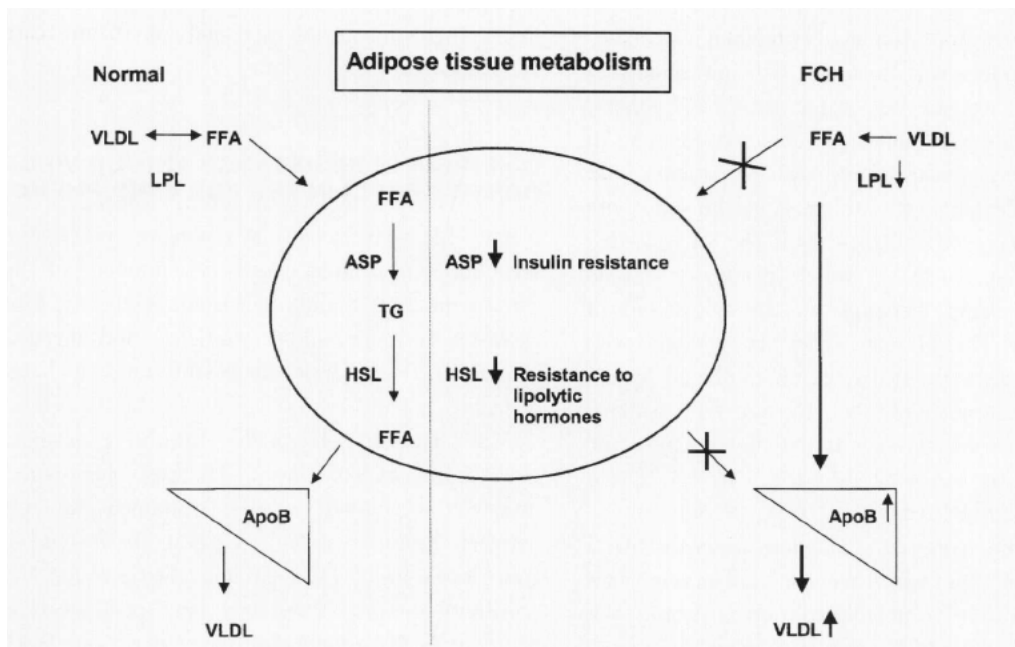 Adipose tissue metabolism
Normal
FCH
VLDL FFA
FFA VLDL
LPL
LPL
FFA
ASP
ASP Insulin resistance
TG
HSL
HSL Resistance to
lipolytic
hormones
FFA
ApoB
ApoB
VLDL
VLDL